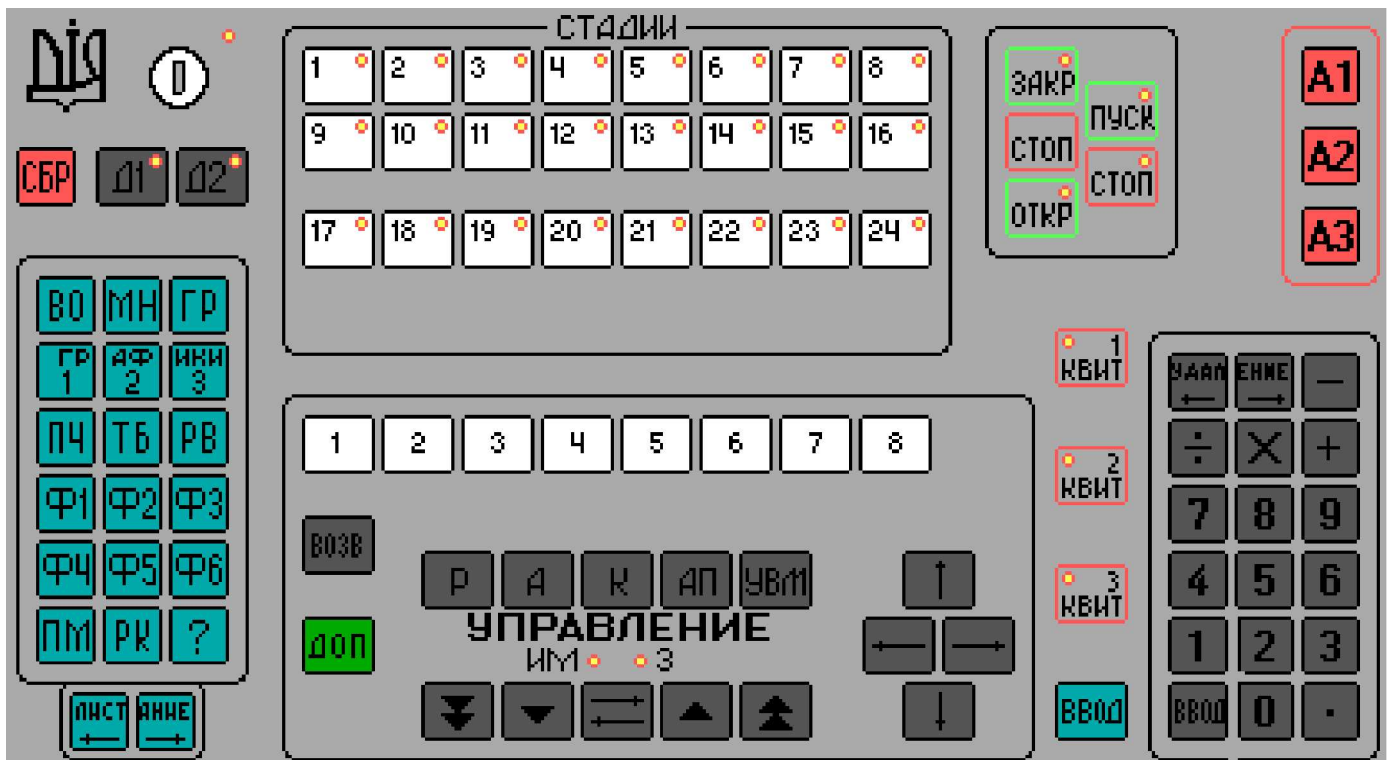 Дія
0
СТАДИИ
1 2 3 4 5 6 7 8
9 10 11 12 13 14 15 16
17 18 19 20 21 22 23 24
ЗАКР
ПУСК
СТОП
СТОП
ОТКР
А1
А2
А3
СБР Д1 Д2
ВО МН ГР
ГР 1 АФ 2 ИКИ 3
ПЧ ТБ РВ
Ф1 Ф2 Ф3
Ф4 Ф5 Ф6
ПМ РК ?
ЛИСТ ← АНИЕ →
1 2 3 4 5 6 7 8
ВОЗВ
Р А К АП УВМ
ДОП
УПРАВЛЕНИЕ
ИМ З
↑
← →
↓
1 КВИТ
2 КВИТ
3 КВИТ
ВВОД
УДАЛ ← ЕНИЕ → −
÷ × +
7 8 9
4 5 6
1 2 3
ВВОД 0 .